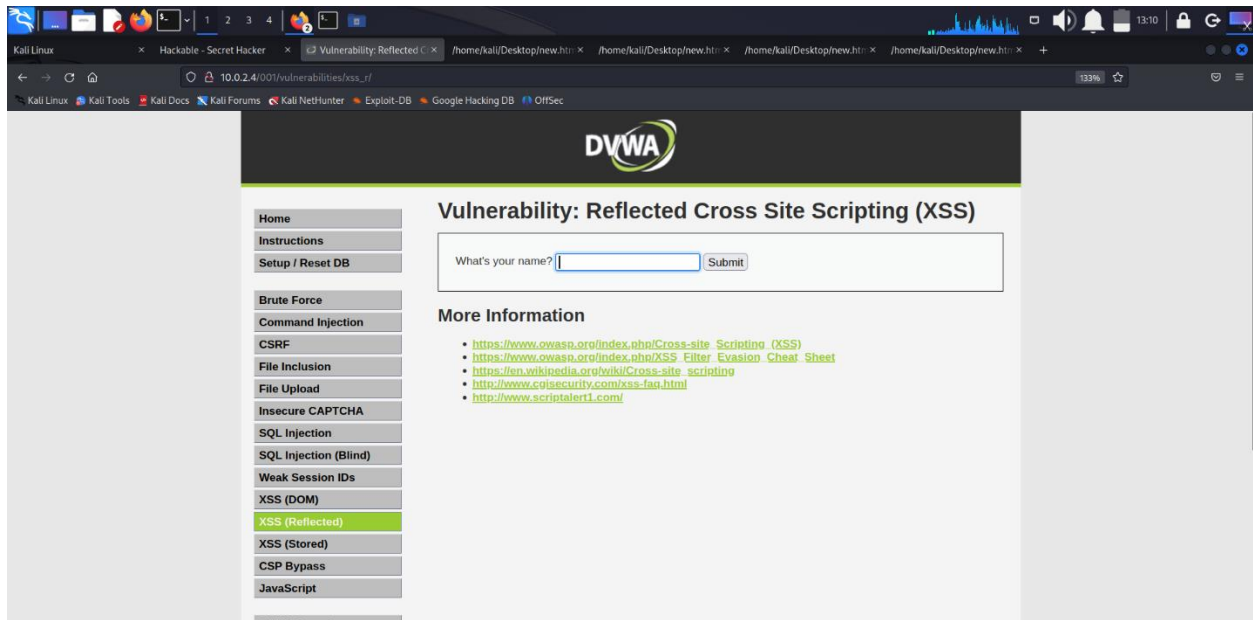 1 2 3 4 13:10
Kali Linux × Hackable - Secret Hacker × Vulnerability: Reflected C × /home/kali/Desktop/new.htm × /home/kali/Desktop/new.htm × /home/kali/Desktop/new.htm × /home/kali/Desktop/new.htm × +
10.0.2.4/001/vulnerabilities/xss_r/ 133%
Kali Linux Kali Tools Kali Docs Kali Forums Kali NetHunter Exploit-DB Google Hacking DB OffSec
DVWA
Home
Instructions
Setup / Reset DB
Brute Force
Command Injection
CSRF
File Inclusion
File Upload
Insecure CAPTCHA
SQL Injection
SQL Injection (Blind)
Weak Session IDs
XSS (DOM)
XSS (Reflected)
XSS (Stored)
CSP Bypass
JavaScript
Vulnerability: Reflected Cross Site Scripting (XSS)
What's your name? Submit
More Information
• https://www.owasp.org/index.php/Cross-site_Scripting_(XSS)
• https://www.owasp.org/index.php/XSS_Filter_Evasion_Cheat_Sheet
• https://en.wikipedia.org/wiki/Cross-site_scripting
• http://www.cgisecurity.com/xss-faq.html
• http://www.scriptalert1.com/